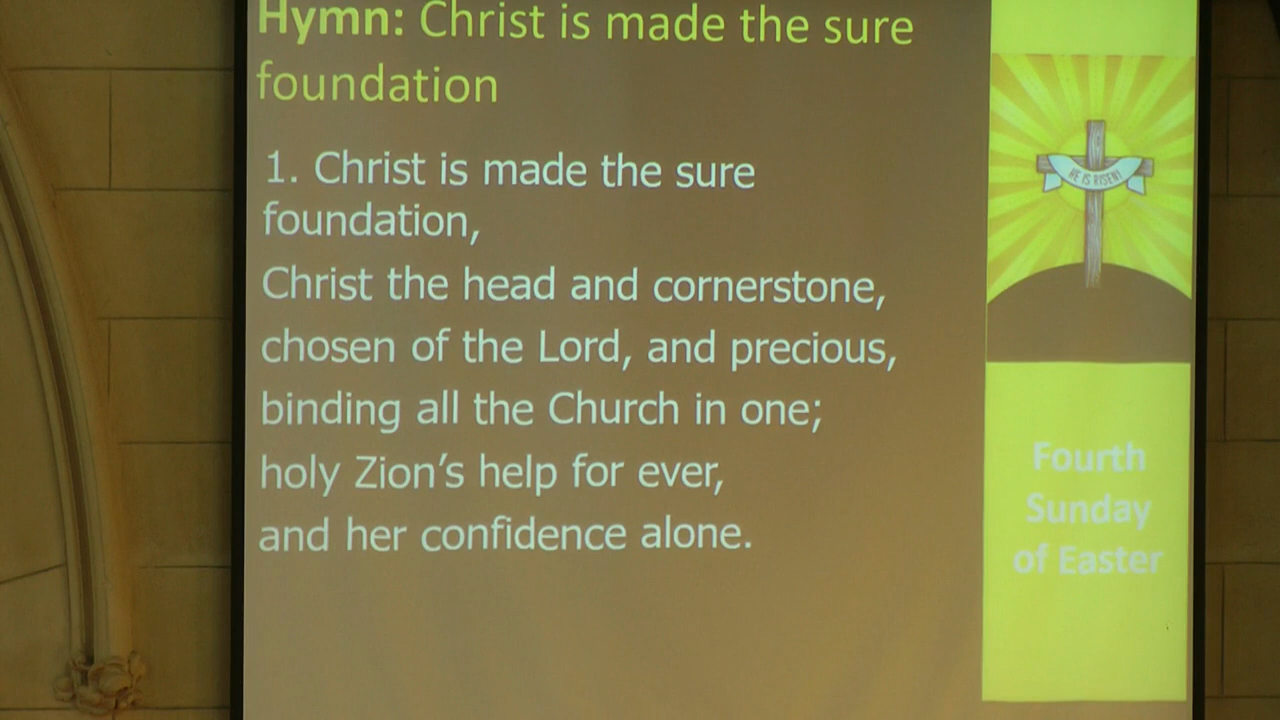 Hymn: Christ is made the sure
foundation
1. Christ is made the sure
foundation,
Christ the head and cornerstone,
chosen of the Lord, and precious,
binding all the Church in one;
holy Zion’s help for ever,
and her confidence alone.
HE IS RISEN!
Fourth
Sunday
of Easter